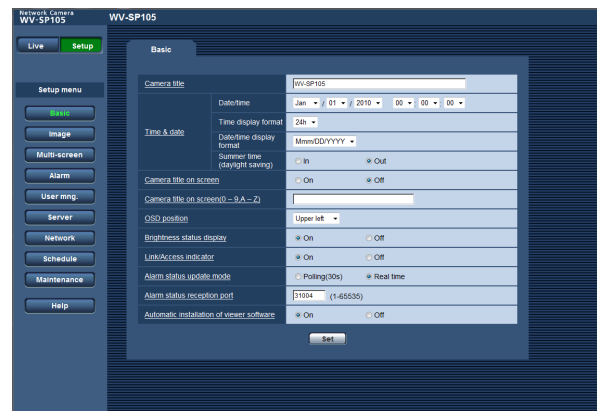 Network Camera
WV-SP105
WV-SP105
Live
Setup
Basic
Setup menu
Basic
Image
Multi-screen
Alarm
User mng.
Server
Network
Schedule
Maintenance
Help
Camera title
WV-SP105
Time & date
Date/time
Jan / 01 / 2010 00 : 00 : 00
Time display format
24h
Date/time display format
Mmm/DD/YYYY
Summer time (daylight saving)
In Out
Camera title on screen
On Off
Camera title on screen(0 – 9,A – Z)
OSD position
Upper left
Brightness status display
On Off
Link/Access indicator
On Off
Alarm status update mode
Polling(30s) Real time
Alarm status reception port
31004 (1-65535)
Automatic installation of viewer software
On Off
Set